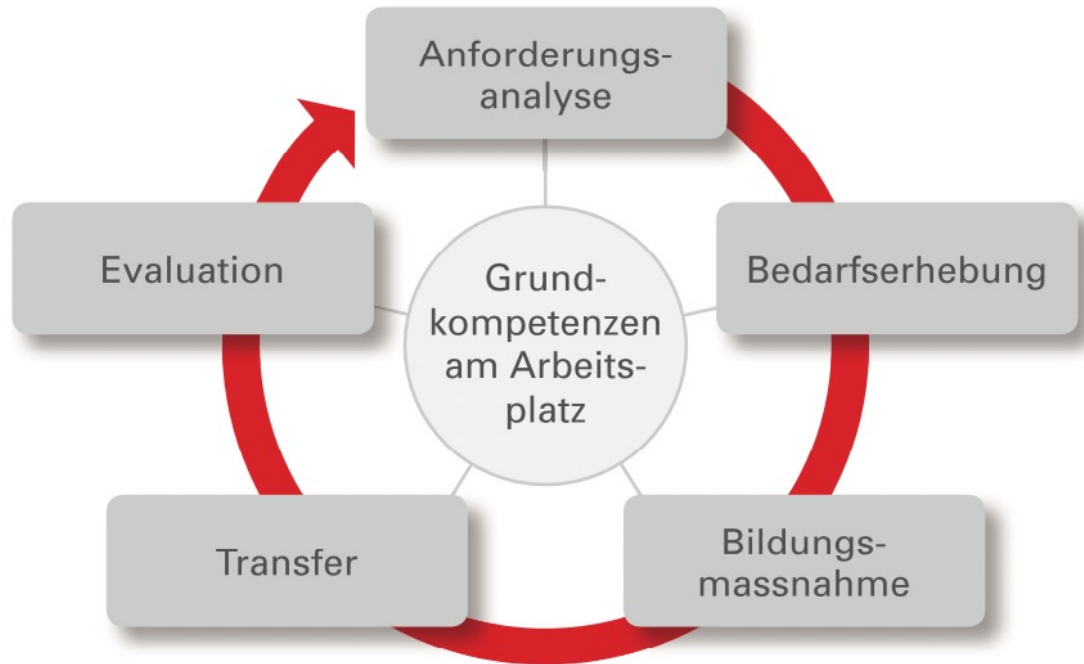 Anforderungs-
analyse
Bedarfserhebung
Bildungs-
massnahme
Transfer
Evaluation
Grund-
kompetenzen
am Arbeits-
platz